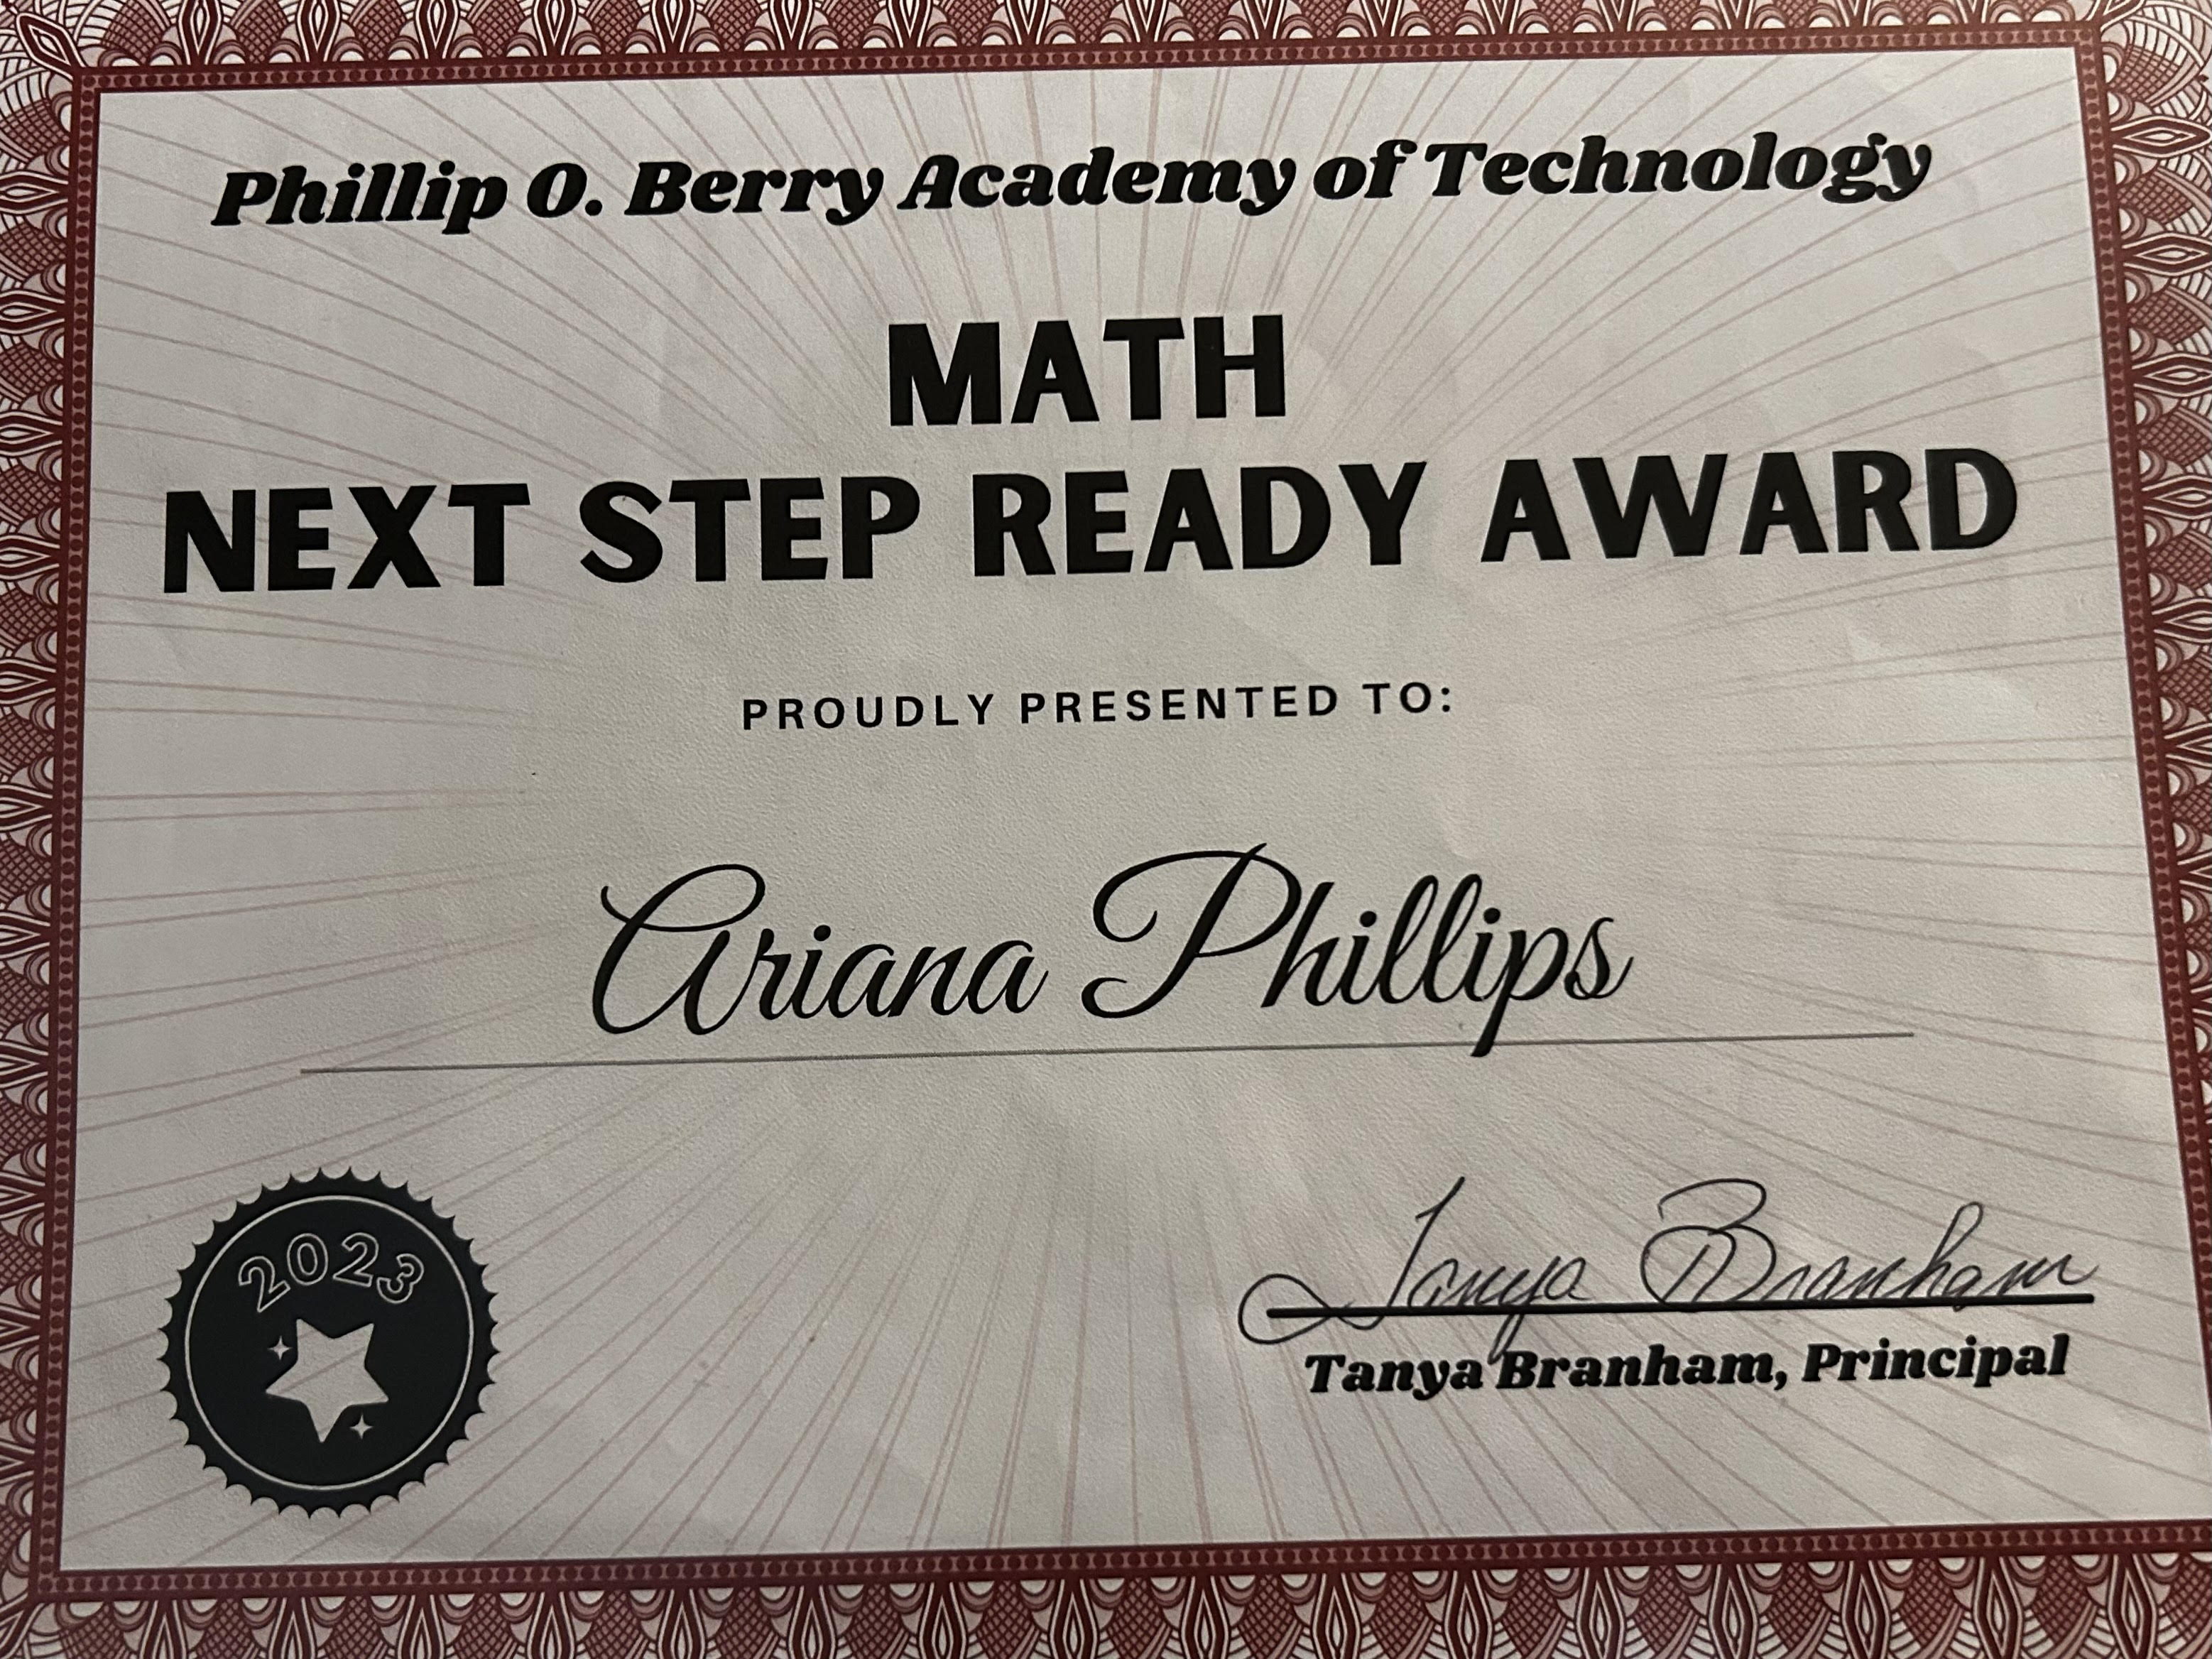 Phillip O. Berry Academy of Technology
MATH
NEXT STEP READY AWARD
PROUDLY PRESENTED TO:
Ariana Phillips
2023
Tanya Branham
Tanya Branham, Principal